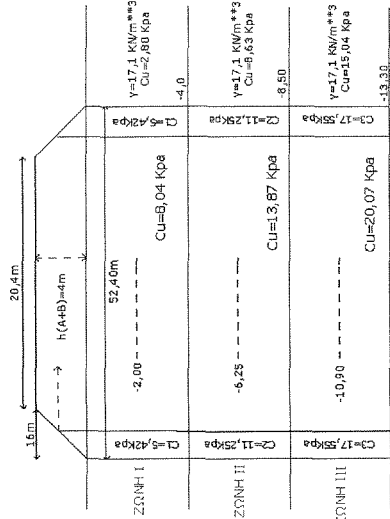 20,4m
16m
h(A+B)=4m
52,40m
ΖΩΝΗ I
C1=5,42Kpa
-2,00
Cu=8,04 Kpa
C1=5,42Kpa
γ=17,1 KN/m**3
Cu=2,80 Kpa
-4,0
ΖΩΝΗ II
C2=11,25Kpa
-6,25
Cu=13,87 Kpa
C2=11,25Kpa
γ=17,1 KN/m**3
Cu=8,63 Kpa
-8,50
ΖΩΝΗ III
C3=17,55Kpa
-10,90
Cu=20,07 Kpa
C3=17,55Kpa
γ=17,1 KN/m**3
Cu=15,04 Kpa
-13,30